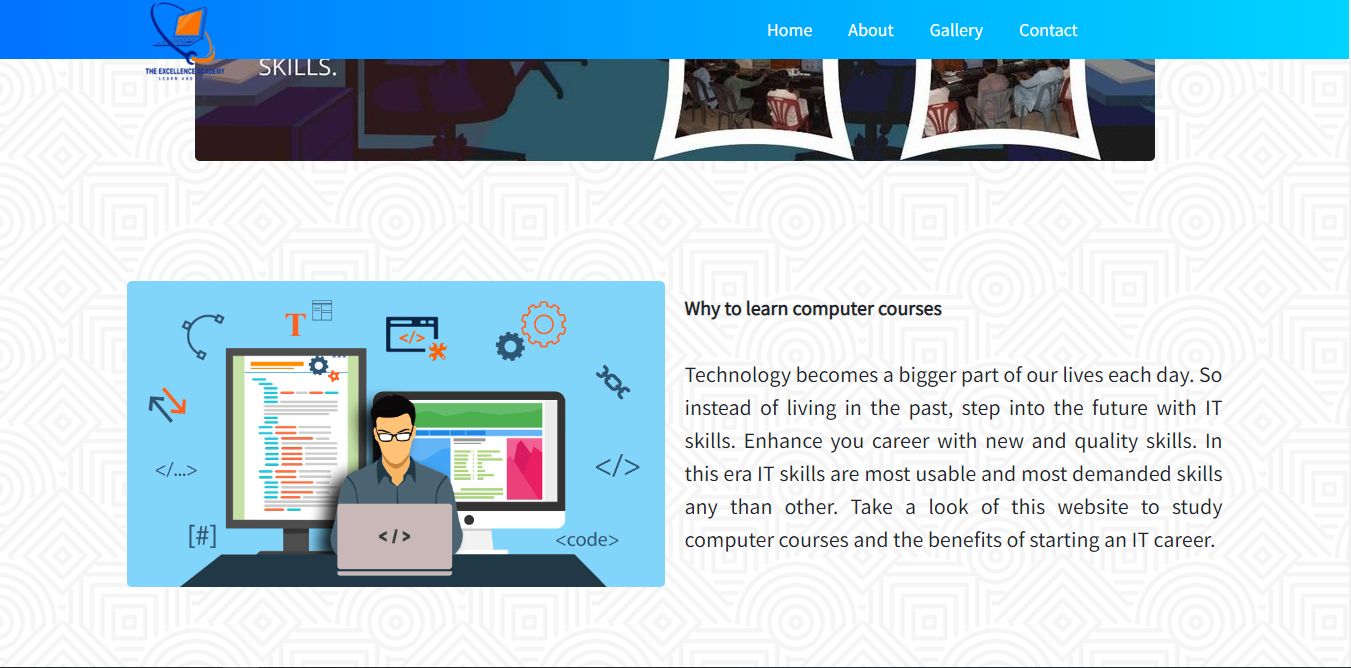 Home About Gallery Contact
THE EXCELLENCE ACADEMY
LEARN AND
SKILLS.
T
</>
</...>
</>
[#]
</>
<code>
Why to learn computer courses
Technology becomes a bigger part of our lives each day. So
instead of living in the past, step into the future with IT
skills. Enhance you career with new and quality skills. In
this era IT skills are most usable and most demanded skills
any than other. Take a look of this website to study
computer courses and the benefits of starting an IT career.